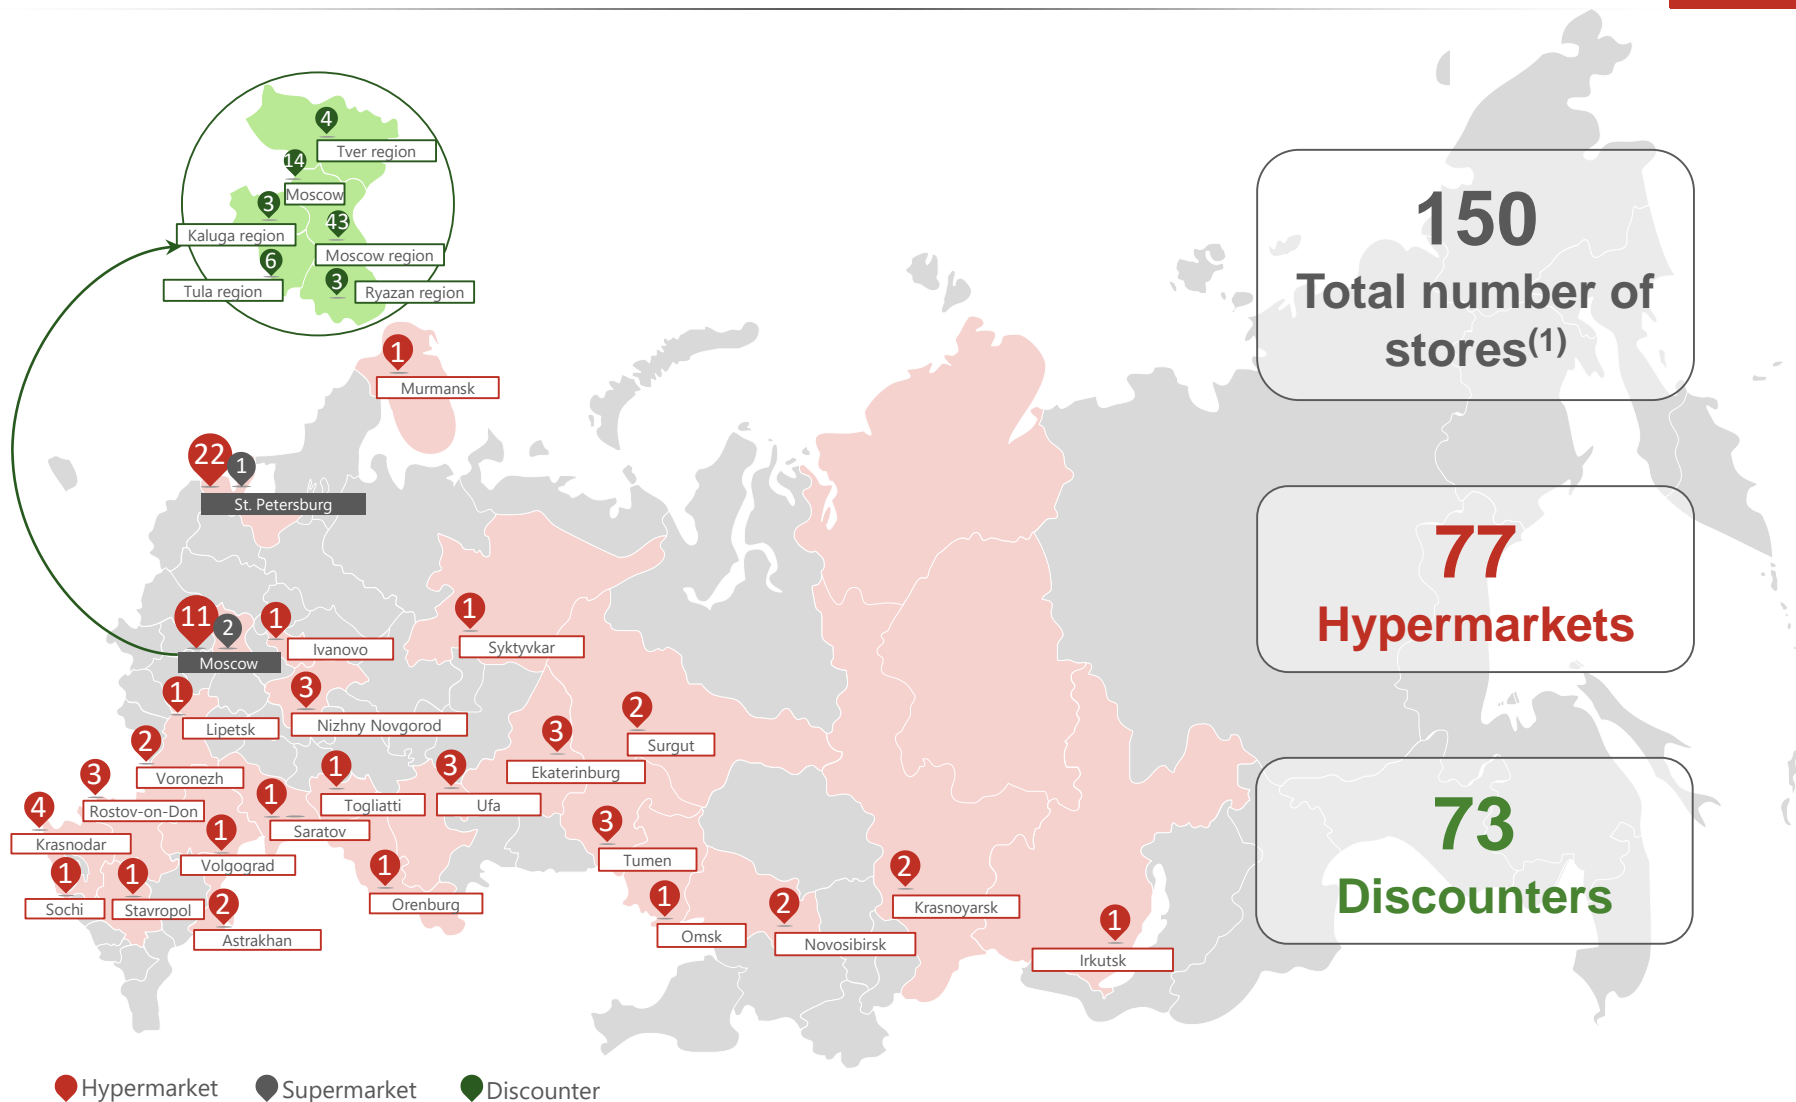 4
Tver region
14
Moscow
3
Kaluga region
43
Moscow region
6
Tula region
3
Ryazan region
150
Total number of
stores(1)
1
Murmansk
22
1
St. Petersburg
77
Hypermarkets
11
2
Moscow
1
Ivanovo
1
Syktyvkar
1
Lipetsk
3
Nizhny Novgorod
2
Surgut
2
Voronezh
3
Ekaterinburg
3
Rostov-on-Don
1
Togliatti
3
Ufa
4
Krasnodar
1
Saratov
1
Volgograd
3
Tumen
73
Discounters
1
Sochi
1
Stavropol
2
Astrakhan
1
Orenburg
1
Omsk
2
Novosibirsk
2
Krasnoyarsk
1
Irkutsk
Hypermarket
Supermarket
Discounter